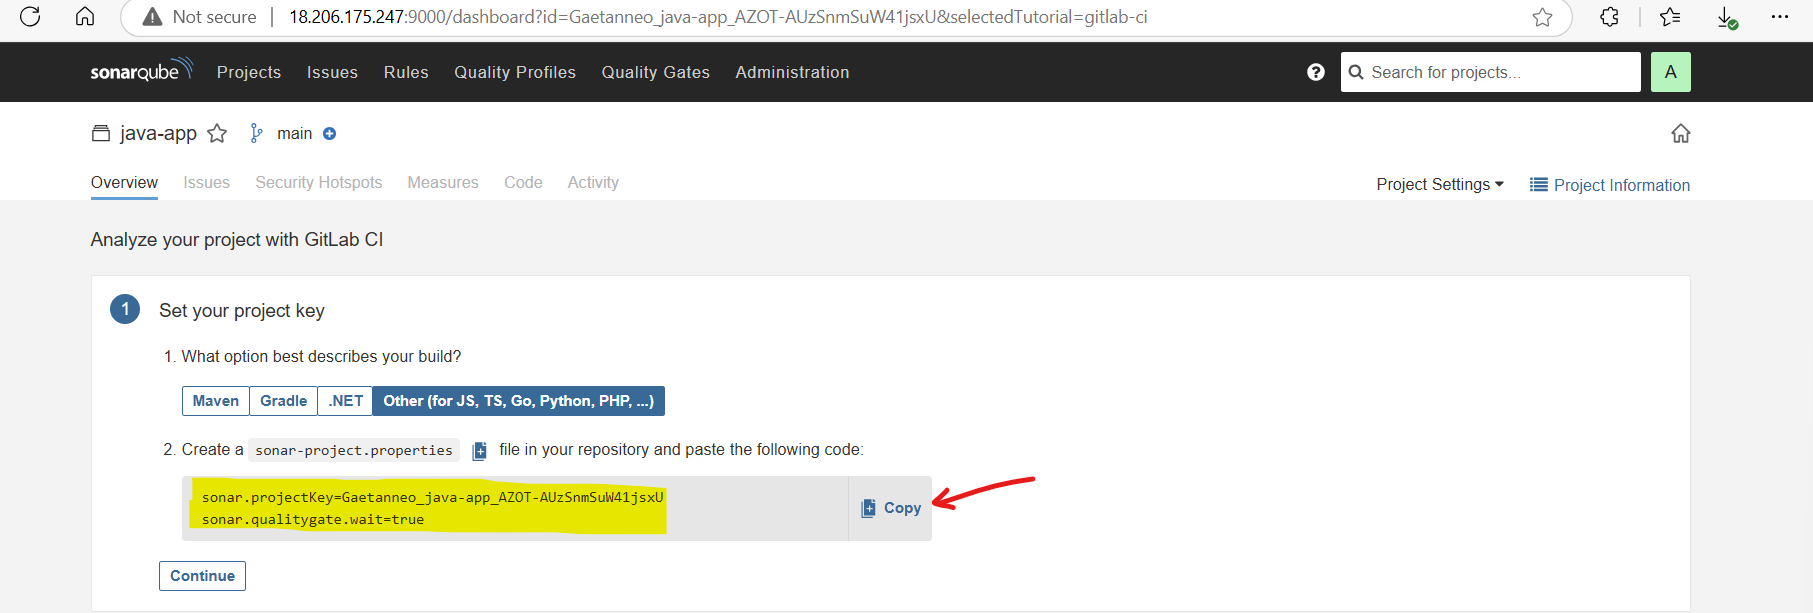 Not secure 18.206.175.247:9000/dashboard?id=Gaetanneo_java-app_AZOT-AUzSnmSuW41jsxU&selectedTutorial=gitlab-ci
sonarqube Projects Issues Rules Quality Profiles Quality Gates Administration ? Search for projects... A
java-app main
Overview Issues Security Hotspots Measures Code Activity Project Settings Project Information
Analyze your project with GitLab CI
1 Set your project key
1. What option best describes your build?
Maven Gradle .NET Other (for JS, TS, Go, Python, PHP, ...)
2. Create a sonar-project.properties file in your repository and paste the following code:
sonar.projectKey=Gaetanneo_java-app_AZOT-AUzSnmSuW41jsxU
sonar.qualitygate.wait=true
Copy
Continue